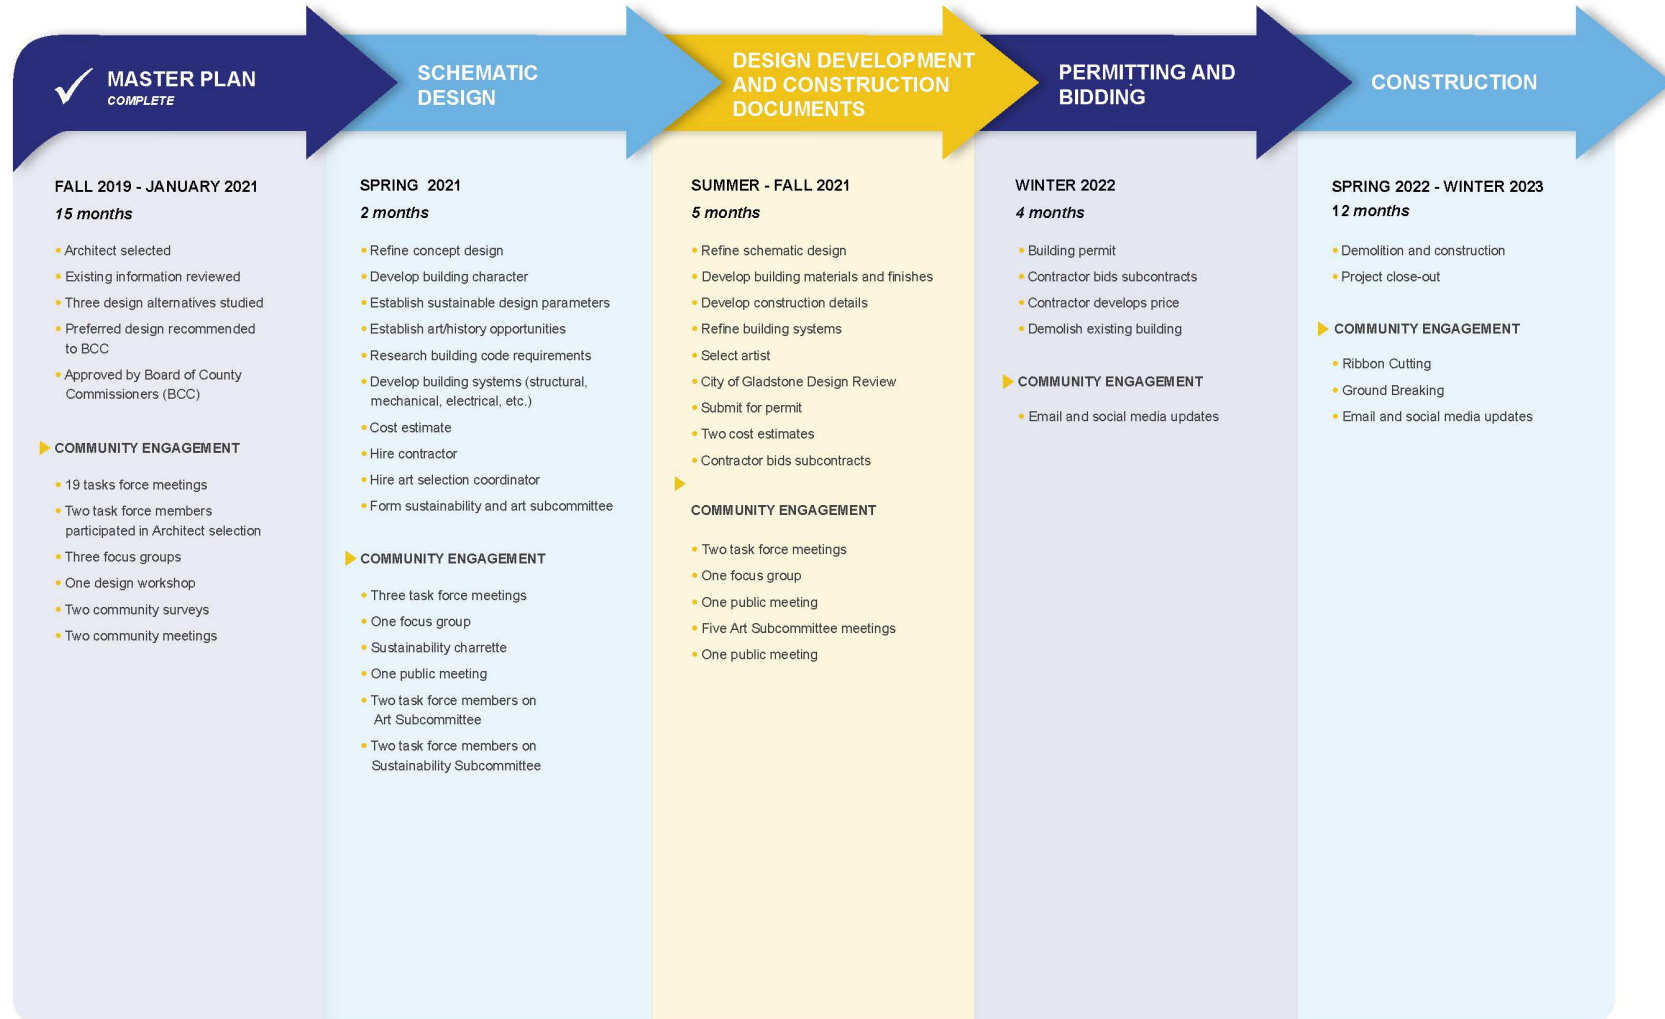 MASTER PLAN
COMPLETE
SCHEMATIC
DESIGN
DESIGN DEVELOPMENT
AND CONSTRUCTION
DOCUMENTS
PERMITTING AND
BIDDING
CONSTRUCTION
FALL 2019 - JANUARY 2021
15 months
• Architect selected
• Existing information reviewed
• Three design alternatives studied
• Preferred design recommended
to BCC
• Approved by Board of County
Commissioners (BCC)
COMMUNITY ENGAGEMENT
• 19 tasks force meetings
• Two task force members
participated in Architect selection
• Three focus groups
• One design workshop
• Two community surveys
• Two community meetings
SPRING 2021
2 months
• Refine concept design
• Develop building character
• Establish sustainable design parameters
• Establish art/history opportunities
• Research building code requirements
• Develop building systems (structural,
mechanical, electrical, etc.)
• Cost estimate
• Hire contractor
• Hire art selection coordinator
• Form sustainability and art subcommittee
COMMUNITY ENGAGEMENT
• Three task force meetings
• One focus group
• Sustainability charrette
• One public meeting
• Two task force members on
Art Subcommittee
• Two task force members on
Sustainability Subcommittee
SUMMER - FALL 2021
5 months
• Refine schematic design
• Develop building materials and finishes
• Develop construction details
• Refine building systems
• Select artist
• City of Gladstone Design Review
• Submit for permit
• Two cost estimates
• Contractor bids subcontracts
COMMUNITY ENGAGEMENT
• Two task force meetings
• One focus group
• One public meeting
• Five Art Subcommittee meetings
• One public meeting
WINTER 2022
4 months
• Building permit
• Contractor bids subcontracts
• Contractor develops price
• Demolish existing building
COMMUNITY ENGAGEMENT
• Email and social media updates
SPRING 2022 - WINTER 2023
12 months
• Demolition and construction
• Project close-out
COMMUNITY ENGAGEMENT
• Ribbon Cutting
• Ground Breaking
• Email and social media updates